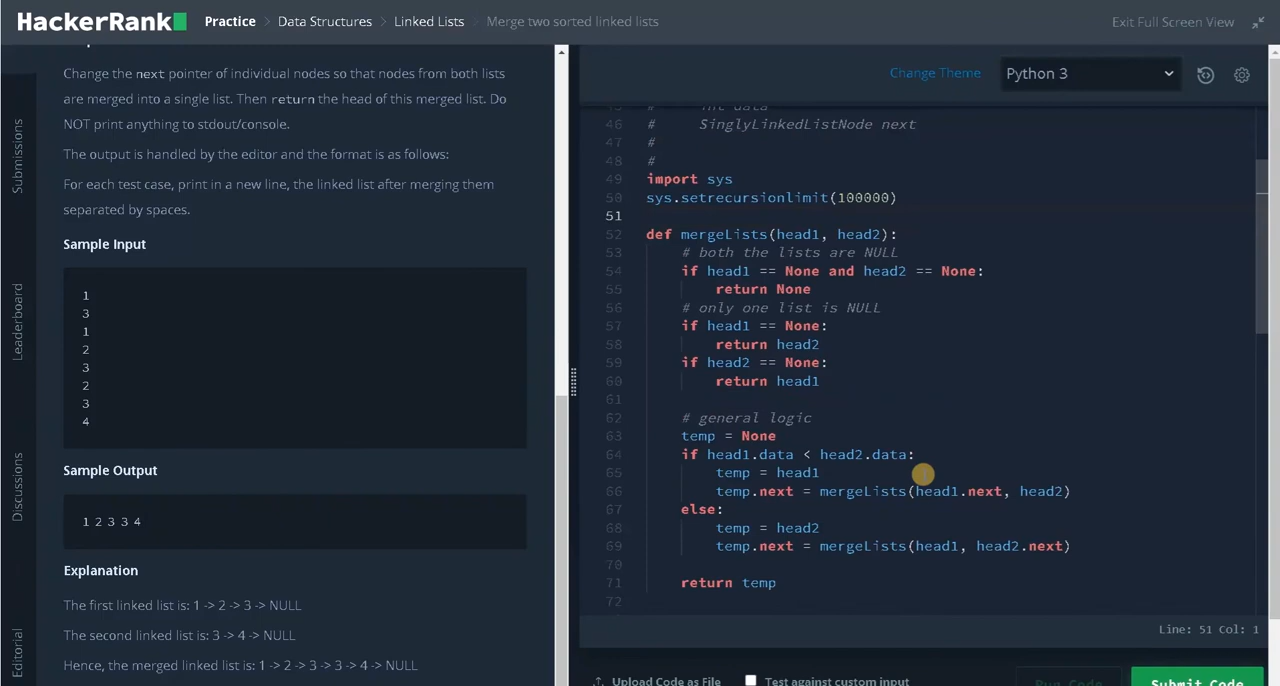 HackerRank Practice Data Structures Linked Lists Merge two sorted linked lists Exit Full Screen View
Submissions
Leaderboard
Discussions
Editorial
Change the next pointer of individual nodes so that nodes from both lists
are merged into a single list. Then return the head of this merged list. Do
NOT print anything to stdout/console.
The output is handled by the editor and the format is as follows:
For each test case, print in a new line, the linked list after merging them
separated by spaces.
Sample Input
1
3
1
2
3
2
3
4
Sample Output
1 2 3 3 4
Explanation
The first linked list is: 1 -> 2 -> 3 -> NULL
The second linked list is: 3 -> 4 -> NULL
Hence, the merged linked list is: 1 -> 2 -> 3 -> 3 -> 4 -> NULL
Change Theme Python 3
45 # Int data
46 # SinglyLinkedListNode next
47 #
48 #
49 import sys
50 sys.setrecursionlimit(100000)
51
52 def mergeLists(head1, head2):
53 # both the lists are NULL
54 if head1 == None and head2 == None:
55 return None
56 # only one list is NULL
57 if head1 == None:
58 return head2
59 if head2 == None:
60 return head1
61
62 # general logic
63 temp = None
64 if head1.data < head2.data:
65 temp = head1
66 temp.next = mergeLists(head1.next, head2)
67 else:
68 temp = head2
69 temp.next = mergeLists(head1, head2.next)
70
71 return temp
72
Line: 51 Col: 1
Upload Code as File Test against custom input Run Code Submit Code